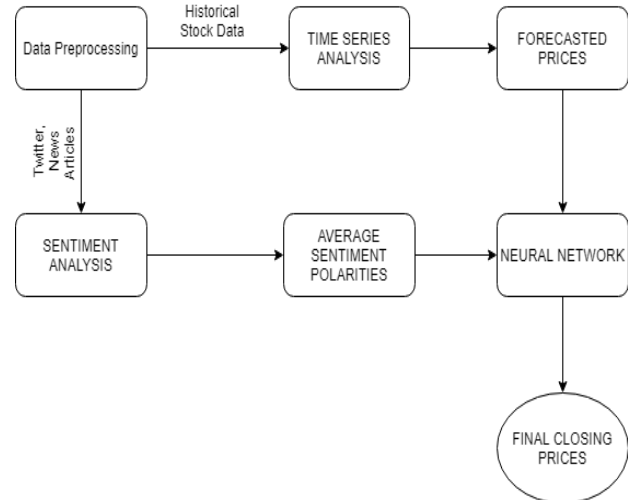 Historical
Stock Data
Data Preprocessing
TIME SERIES
ANALYSIS
FORECASTED
PRICES
Twitter,
News
Articles
SENTIMENT
ANALYSIS
AVERAGE
SENTIMENT
POLARITIES
NEURAL NETWORK
FINAL CLOSING
PRICES